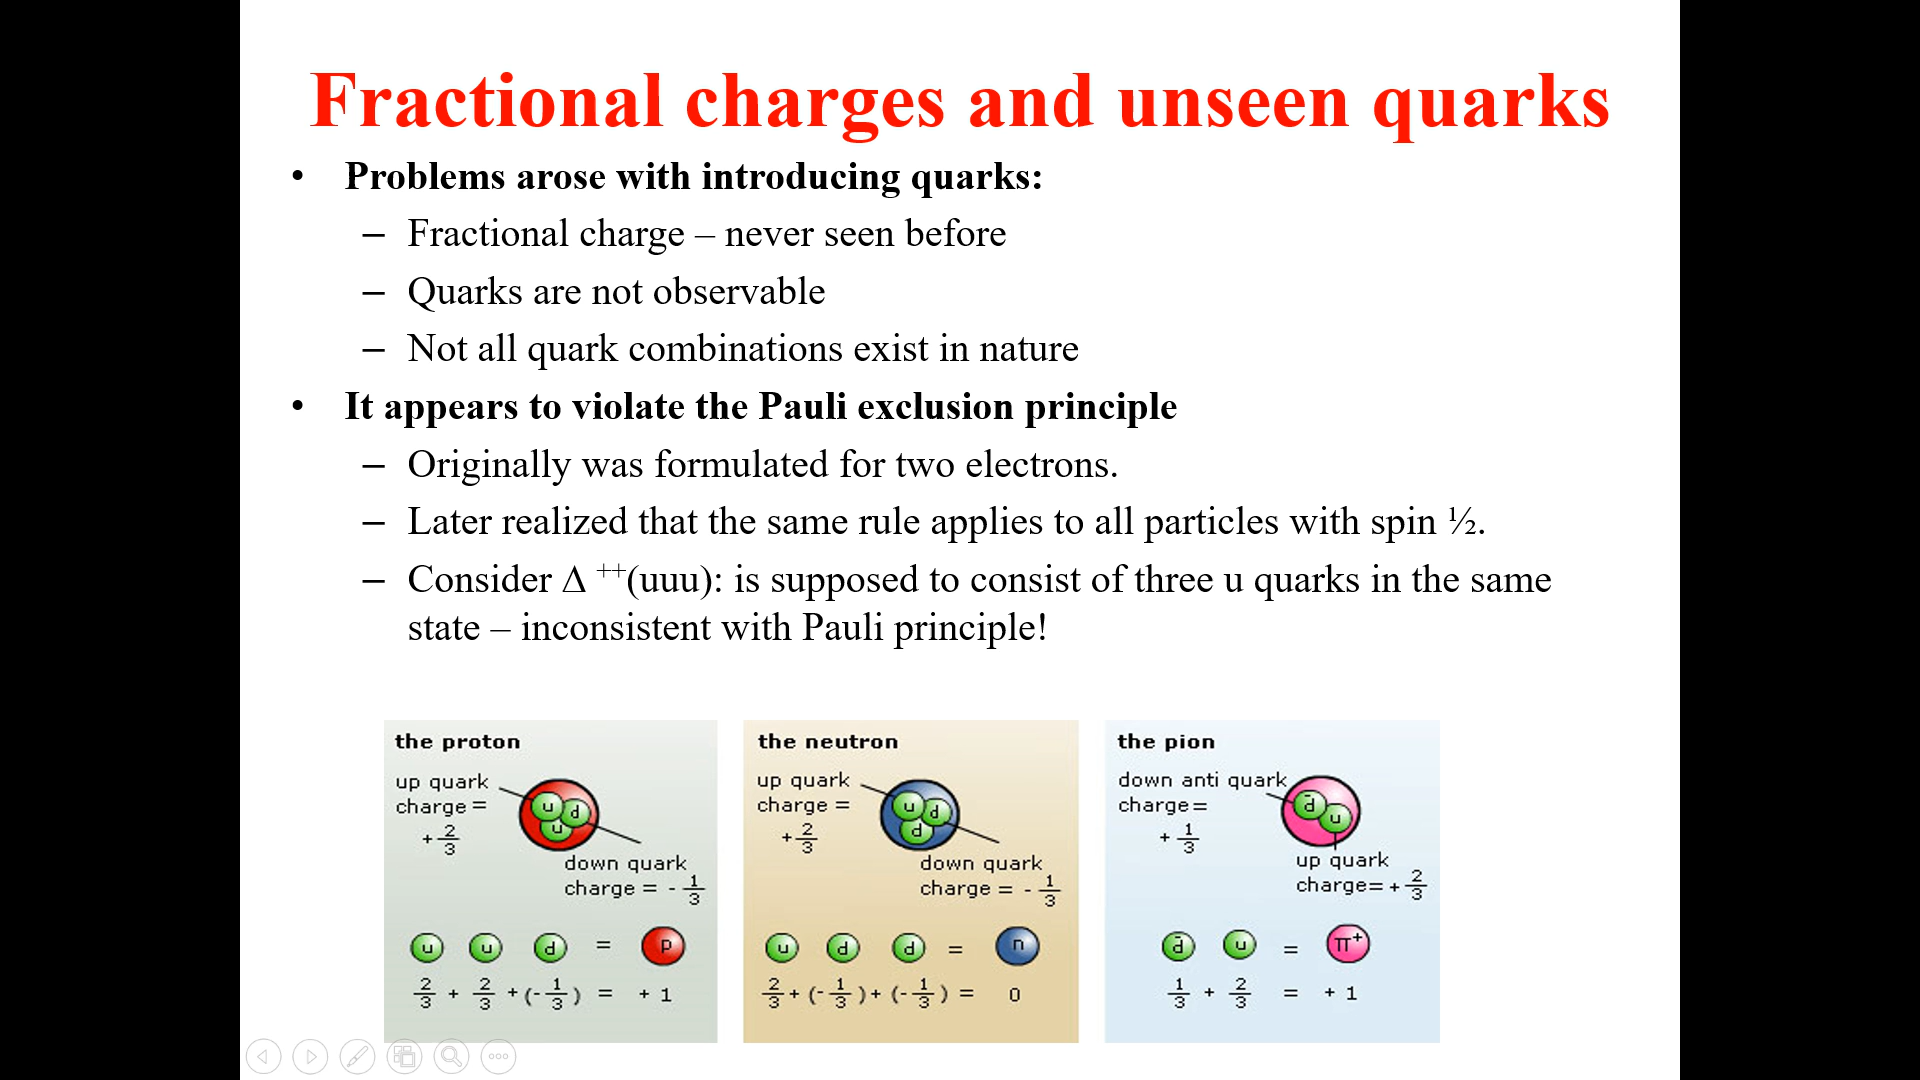 Fractional charges and unseen quarks
• Problems arose with introducing quarks:
– Fractional charge – never seen before
– Quarks are not observable
– Not all quark combinations exist in nature
• It appears to violate the Pauli exclusion principle
– Originally was formulated for two electrons.
– Later realized that the same rule applies to all particles with spin ½.
– Consider Δ ⁺⁺(uuu): is supposed to consist of three u quarks in the same
state – inconsistent with Pauli principle!
the proton
up quark
charge =
+ 2/3
u d
u
down quark
charge = - 1/3
u u d = p
2/3 + 2/3 + (- 1/3) = + 1
the neutron
up quark
charge =
+ 2/3
u d
d
down quark
charge = - 1/3
u d d = n
2/3 + (- 1/3) + (- 1/3) = 0
the pion
down anti quark
charge=
+ 1/3
d̄ u
up quark
charge= + 2/3
d̄ u = π⁺
1/3 + 2/3 = + 1